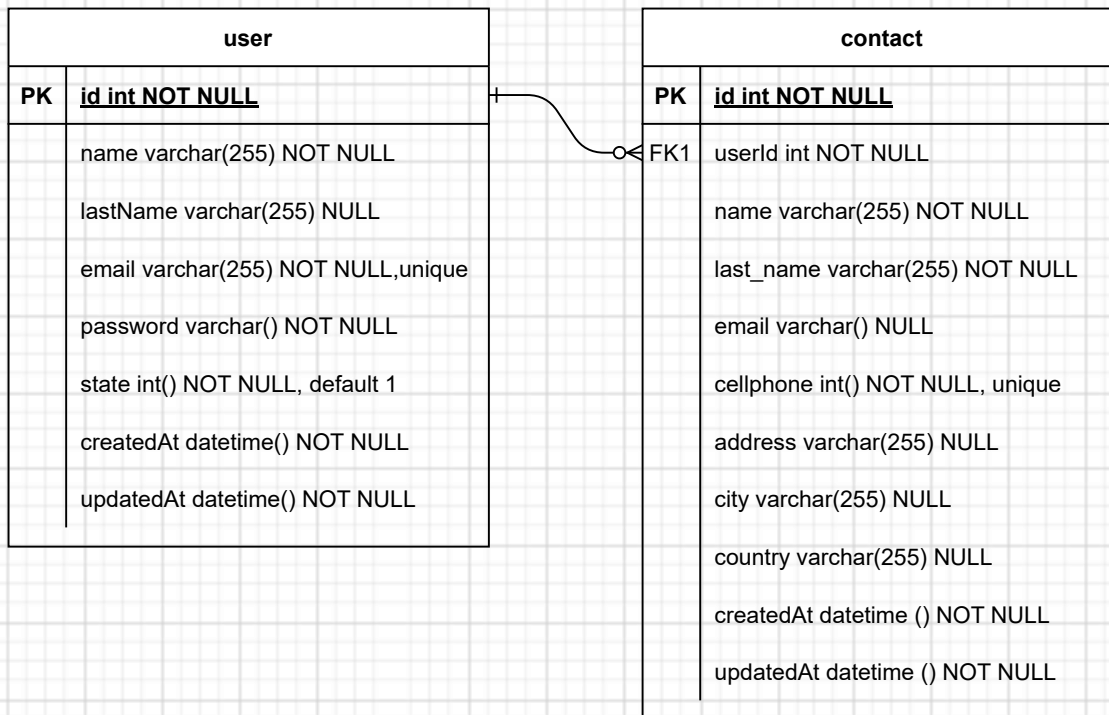 user
PK id int NOT NULL
name varchar(255) NOT NULL
lastName varchar(255) NULL
email varchar(255) NOT NULL,unique
password varchar() NOT NULL
state int() NOT NULL, default 1
createdAt datetime() NOT NULL
updatedAt datetime() NOT NULL
contact
PK id int NOT NULL
FK1 userId int NOT NULL
name varchar(255) NOT NULL
last_name varchar(255) NOT NULL
email varchar() NULL
cellphone int() NOT NULL, unique
address varchar(255) NULL
city varchar(255) NULL
country varchar(255) NULL
createdAt datetime () NOT NULL
updatedAt datetime () NOT NULL